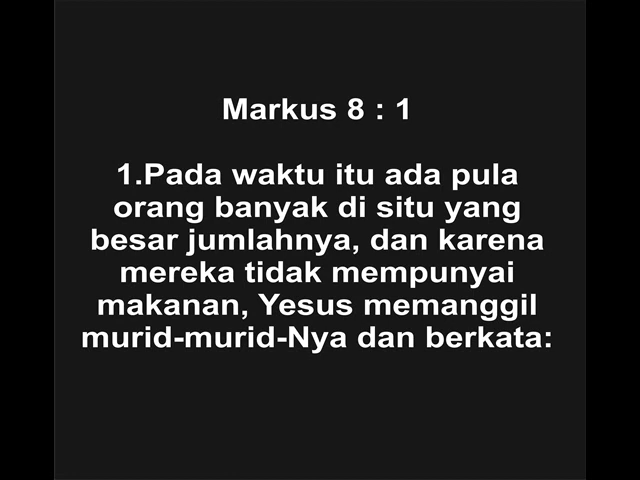 Markus 8 : 1
1.Pada waktu itu ada pula
orang banyak di situ yang
besar jumlahnya, dan karena
mereka tidak mempunyai
makanan, Yesus memanggil
murid-murid-Nya dan berkata: